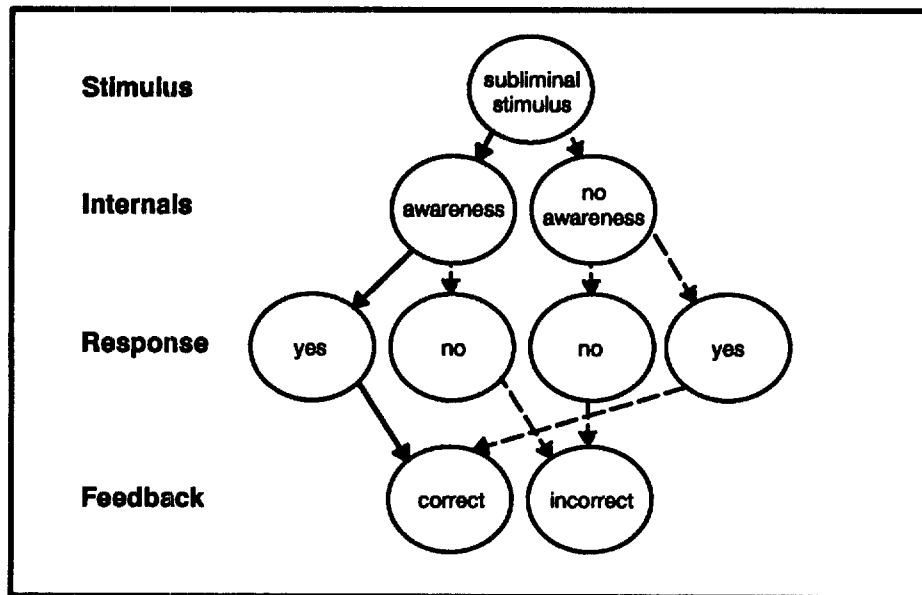 Stimulus
subliminal
stimulus
Internals
awareness
no
awareness
Response
yes
no
no
yes
Feedback
correct
incorrect